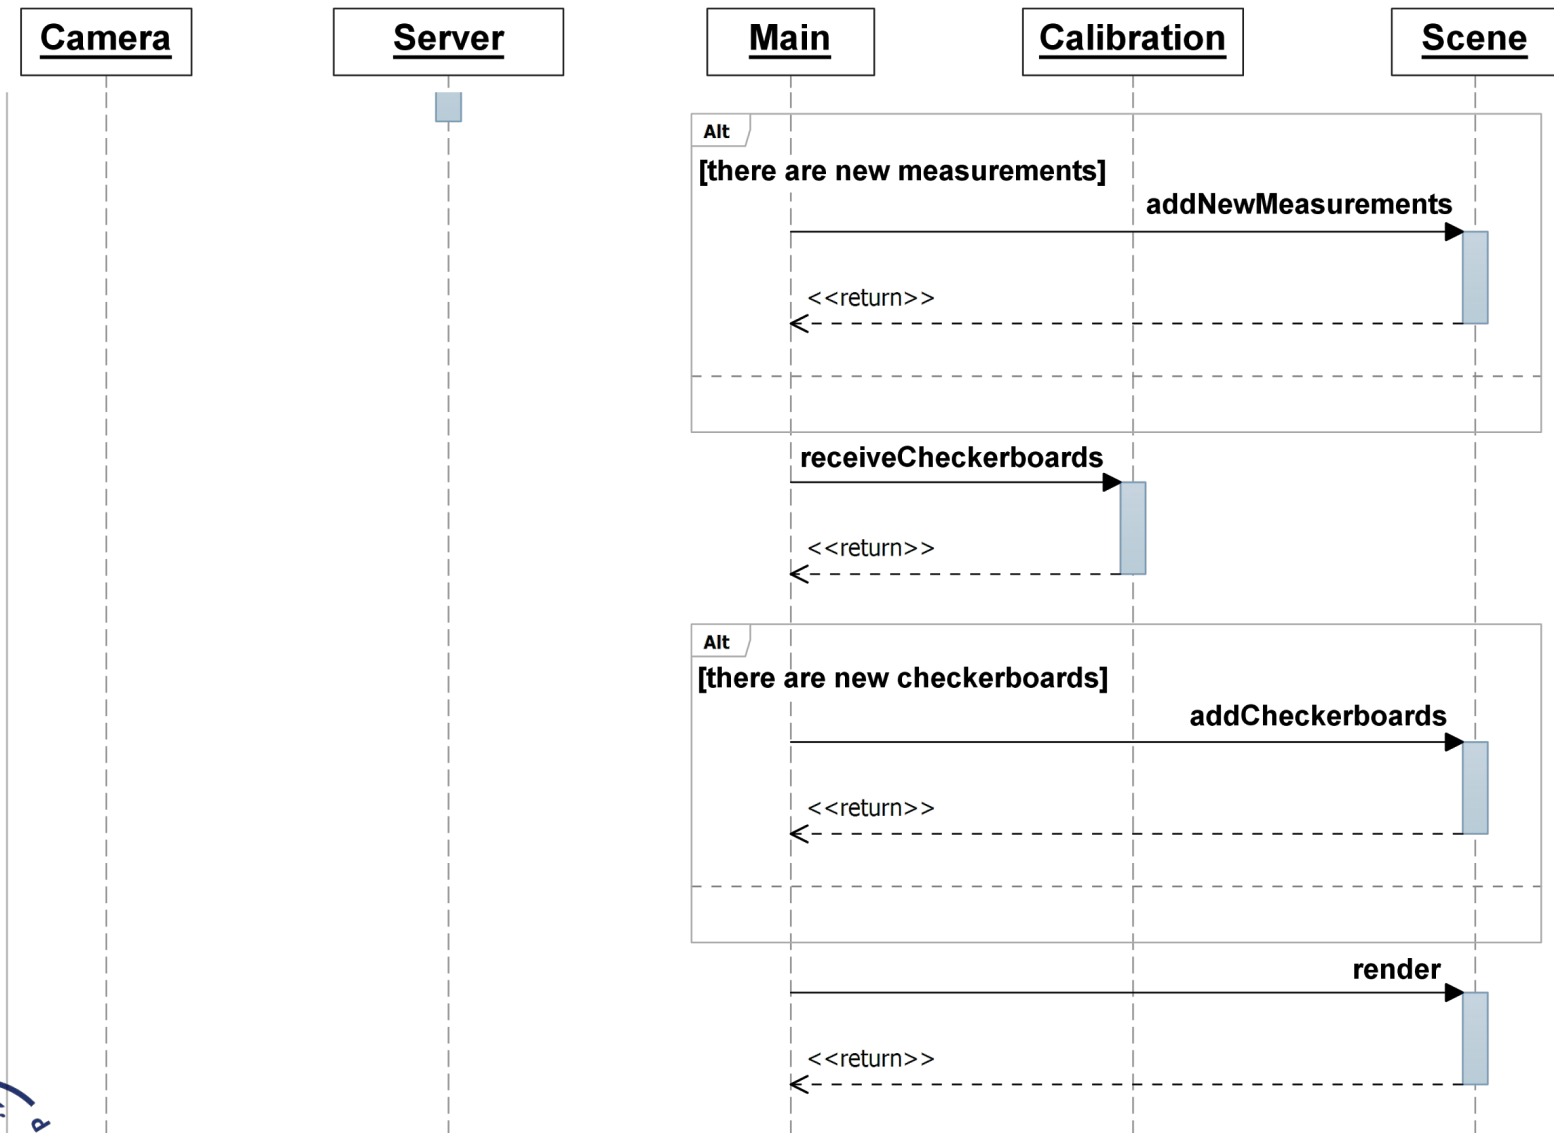 Camera
Server
Main
Calibration
Scene
Alt
[there are new measurements]
addNewMeasurements
<<return>>
receiveCheckerboards
<<return>>
Alt
[there are new checkerboards]
addCheckerboards
<<return>>
render
<<return>>